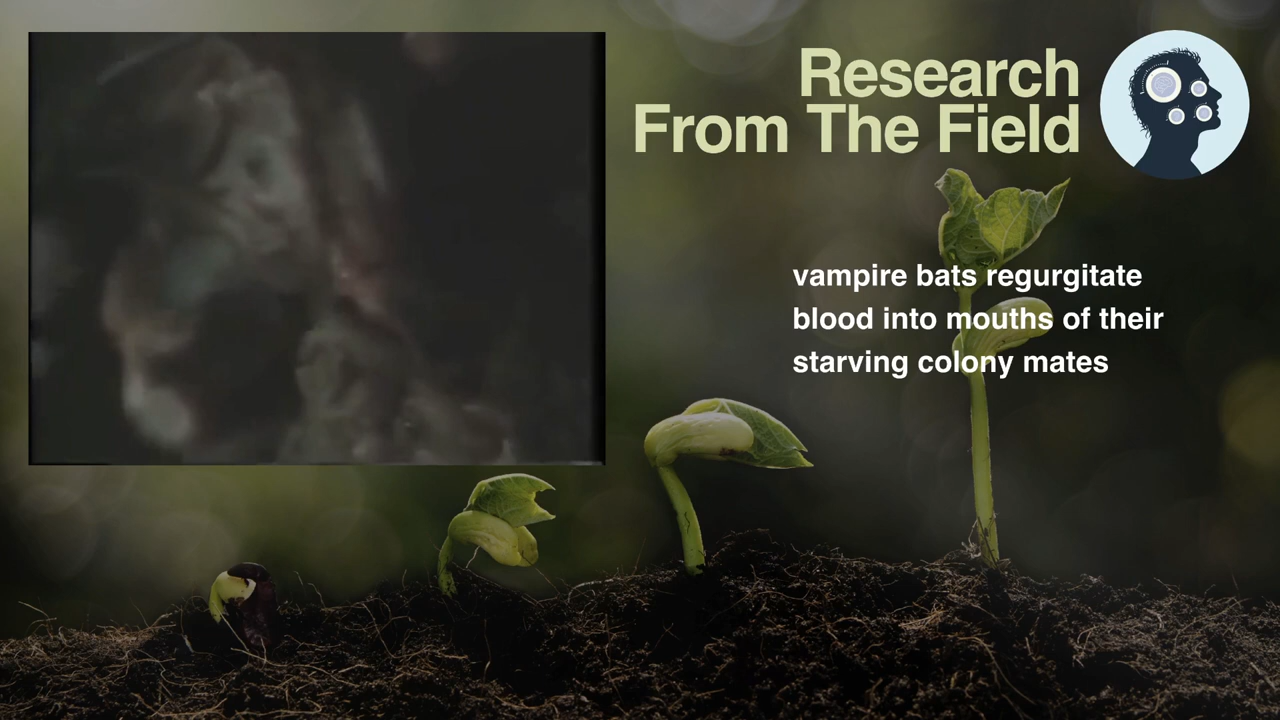 Research
From The Field
vampire bats regurgitate
blood into mouths of their
starving colony mates